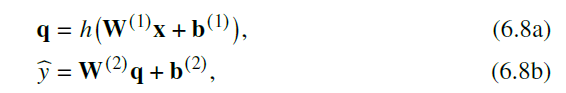 q = h(W⁽¹⁾x + b⁽¹⁾), (6.8a)
ŷ = W⁽²⁾q + b⁽²⁾, (6.8b)